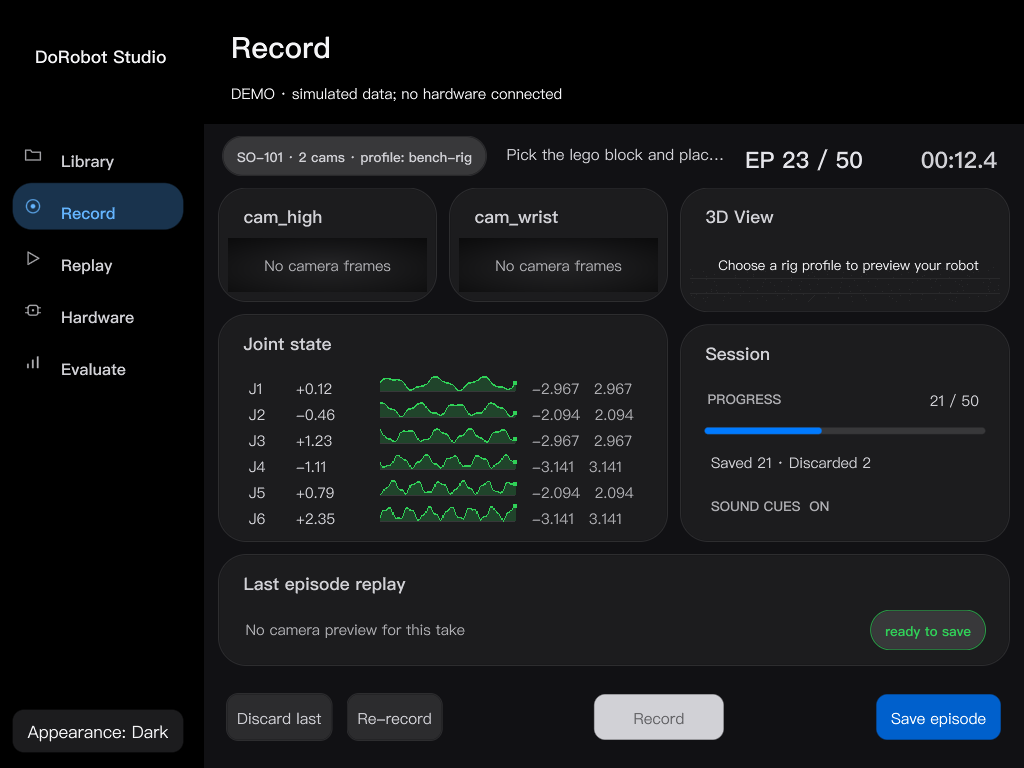 DoRobot Studio
Record
DEMO · simulated data; no hardware connected
Library
Record
Replay
Hardware
Evaluate
Appearance: Dark
SO-101 · 2 cams · profile: bench-rig
Pick the lego block and plac...
EP 23 / 50
00:12.4
cam_high
No camera frames
cam_wrist
No camera frames
3D View
Choose a rig profile to preview your robot
Joint state
J1 +0.12 −2.967 2.967
J2 −0.46 −2.094 2.094
J3 +1.23 −2.967 2.967
J4 −1.11 −3.141 3.141
J5 +0.79 −2.094 2.094
J6 +2.35 −3.141 3.141
Session
PROGRESS 21 / 50
Saved 21 · Discarded 2
SOUND CUES ON
Last episode replay
No camera preview for this take
ready to save
Discard last
Re-record
Record
Save episode